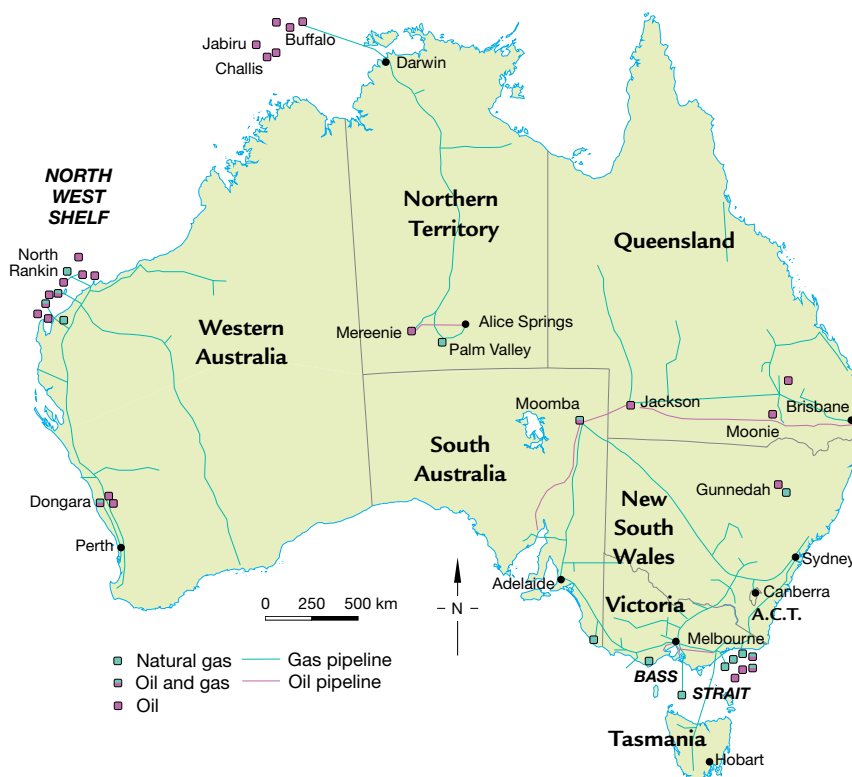 Jabiru
Buffalo
Challis
Darwin
NORTH
WEST
SHELF
Northern
Territory
Queensland
North
Rankin
Western
Australia
Mereenie
Alice Springs
Palm Valley
Moomba
Jackson
Brisbane
Moonie
South
Australia
Dongara
Gunnedah
New
South
Wales
Perth
Sydney
Adelaide
Canberra
A.C.T.
0 250 500 km
– N –
Victoria
Melbourne
Natural gas
Gas pipeline
Oil and gas
Oil pipeline
Oil
BASS
STRAIT
Tasmania
Hobart